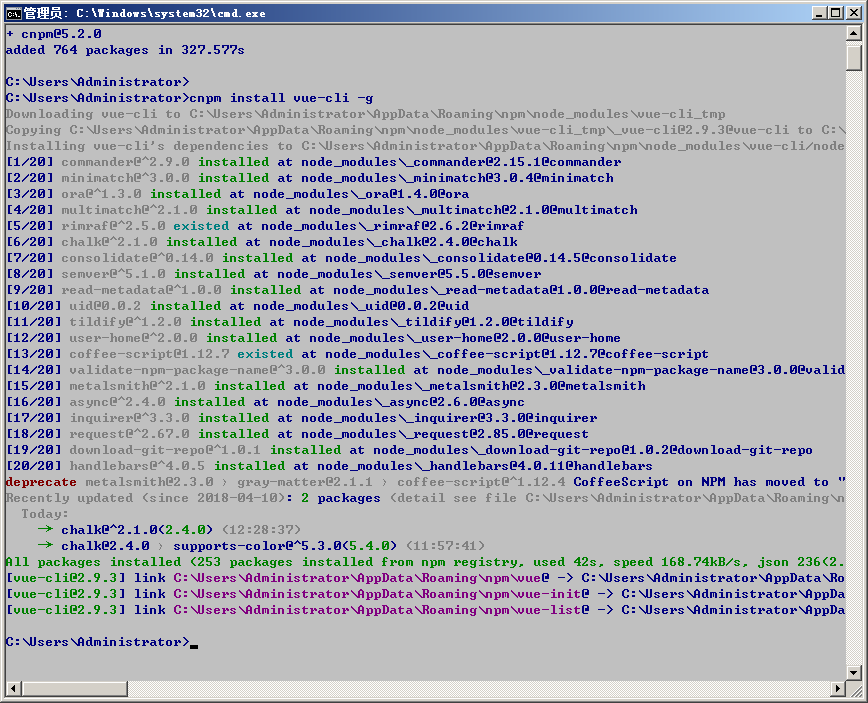 管理员: C:\Windows\system32\cmd.exe
+ cnpm@5.2.0
added 764 packages in 327.577s
C:\Users\Administrator>
C:\Users\Administrator>cnpm install vue-cli -g
Downloading vue-cli to C:\Users\Administrator\AppData\Roaming\npm\node_modules\vue-cli_tmp
Copying C:\Users\Administrator\AppData\Roaming\npm\node_modules\vue-cli_tmp\_vue-cli@2.9.3@vue-cli to C:\
Installing vue-cli's dependencies to C:\Users\Administrator\AppData\Roaming\npm\node_modules\vue-cli/node
[1/20] commander@^2.9.0 installed at node_modules\_commander@2.15.1@commander
[2/20] minimatch@^3.0.0 installed at node_modules\_minimatch@3.0.4@minimatch
[3/20] ora@^1.3.0 installed at node_modules\_ora@1.4.0@ora
[4/20] multimatch@^2.1.0 installed at node_modules\_multimatch@2.1.0@multimatch
[5/20] rimraf@^2.5.0 existed at node_modules\_rimraf@2.6.2@rimraf
[6/20] chalk@^2.1.0 installed at node_modules\_chalk@2.4.0@chalk
[7/20] consolidate@^0.14.0 installed at node_modules\_consolidate@0.14.5@consolidate
[8/20] semver@^5.1.0 installed at node_modules\_semver@5.5.0@semver
[9/20] read-metadata@^1.0.0 installed at node_modules\_read-metadata@1.0.0@read-metadata
[10/20] uid@0.0.2 installed at node_modules\_uid@0.0.2@uid
[11/20] tildify@^1.2.0 installed at node_modules\_tildify@1.2.0@tildify
[12/20] user-home@^2.0.0 installed at node_modules\_user-home@2.0.0@user-home
[13/20] coffee-script@1.12.7 existed at node_modules\_coffee-script@1.12.7@coffee-script
[14/20] validate-npm-package-name@^3.0.0 installed at node_modules\_validate-npm-package-name@3.0.0@valid
[15/20] metalsmith@^2.1.0 installed at node_modules\_metalsmith@2.3.0@metalsmith
[16/20] async@^2.4.0 installed at node_modules\_async@2.6.0@async
[17/20] inquirer@^3.3.0 installed at node_modules\_inquirer@3.3.0@inquirer
[18/20] request@^2.67.0 installed at node_modules\_request@2.85.0@request
[19/20] download-git-repo@^1.0.1 installed at node_modules\_download-git-repo@1.0.2@download-git-repo
[20/20] handlebars@^4.0.5 installed at node_modules\_handlebars@4.0.11@handlebars
deprecate metalsmith@2.3.0 › gray-matter@2.1.1 › coffee-script@^1.12.4 CoffeeScript on NPM has moved to "
Recently updated (since 2018-04-10): 2 packages (detail see file C:\Users\Administrator\AppData\Roaming\n
Today:
→ chalk@^2.1.0(2.4.0) (12:28:37)
→ chalk@2.4.0 › supports-color@^5.3.0(5.4.0) (11:57:41)
All packages installed (253 packages installed from npm registry, used 42s, speed 168.74kB/s, json 236(2.
[vue-cli@2.9.3] link C:\Users\Administrator\AppData\Roaming\npm\vue@ -> C:\Users\Administrator\AppData\Ro
[vue-cli@2.9.3] link C:\Users\Administrator\AppData\Roaming\npm\vue-init@ -> C:\Users\Administrator\AppDa
[vue-cli@2.9.3] link C:\Users\Administrator\AppData\Roaming\npm\vue-list@ -> C:\Users\Administrator\AppDa
C:\Users\Administrator>